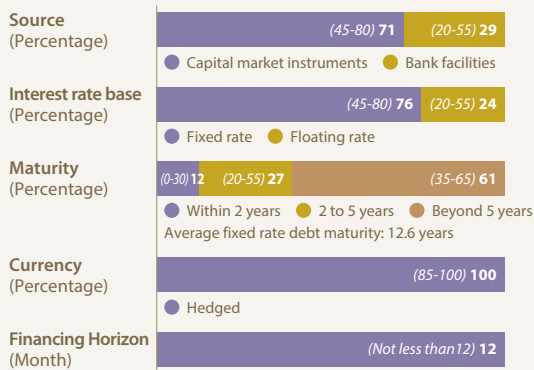 Source
(Percentage)
(45-80) 71
(20-55) 29
Capital market instruments
Bank facilities
Interest rate base
(Percentage)
(45-80) 76
(20-55) 24
Fixed rate
Floating rate
Maturity
(Percentage)
(0-30) 12
(20-55) 27
(35-65) 61
Within 2 years
2 to 5 years
Beyond 5 years
Average fixed rate debt maturity: 12.6 years
Currency
(Percentage)
(85-100) 100
Hedged
Financing Horizon
(Month)
(Not less than12) 12